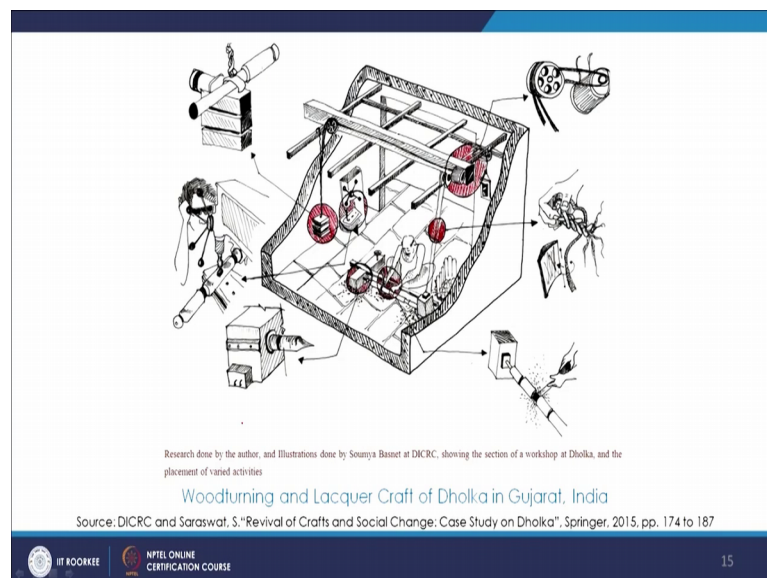 Research done by the author, and Illustrations done by Soumya Basnet at DICRC, showing the section of a workshop at Dholka, and the
placement of varied activities
Woodturning and Lacquer Craft of Dholka in Gujarat, India
Source: DICRC and Saraswat, S."Revival of Crafts and Social Change: Case Study on Dholka", Springer, 2015, pp. 174 to 187
IIT ROORKEE
NPTEL ONLINE
CERTIFICATION COURSE
15